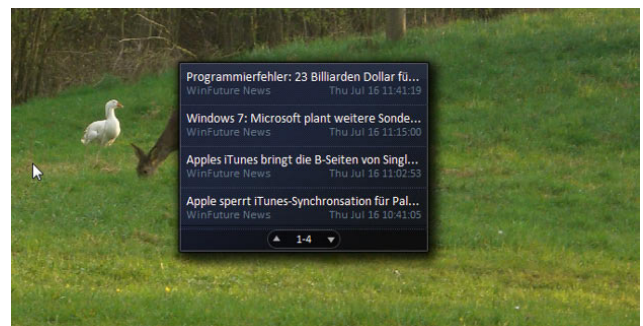 Programmierfehler: 23 Billiarden Dollar fü...
WinFuture News Thu Jul 16 11:41:19
Windows 7: Microsoft plant weitere Sonde...
WinFuture News Thu Jul 16 11:15:00
Apples iTunes bringt die B-Seiten von Singl...
WinFuture News Thu Jul 16 11:02:53
Apple sperrt iTunes-Synchronsation für Pal...
WinFuture News Thu Jul 16 10:41:05
1-4